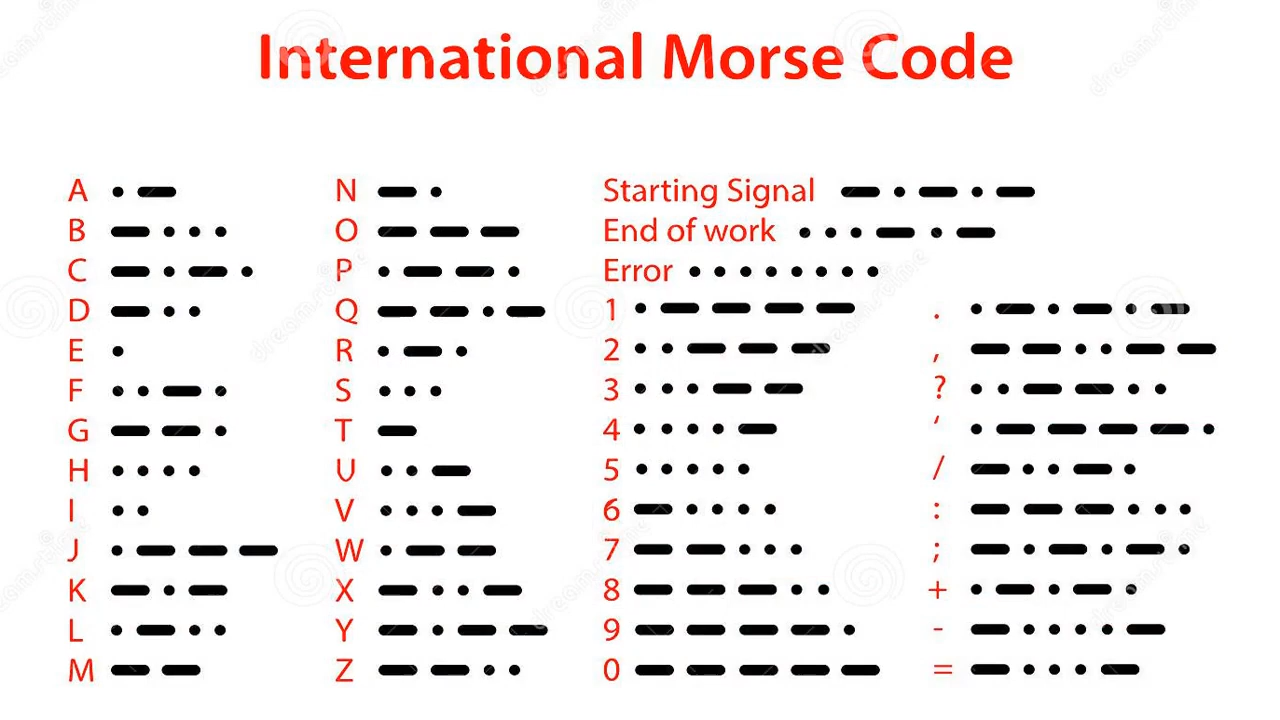 International Morse Code
A • —
B — • • •
C — • — •
D — • •
E •
F • • — •
G — — •
H • • • •
I • •
J • — — —
K — • —
L • — • •
M — —
N — •
O — — —
P • — — •
Q — — • —
R • — •
S • • •
T —
U • • —
V • • • —
W • — —
X — • • —
Y — • — —
Z — — • •
Starting Signal — • — • —
End of work • • • — • —
Error • • • • • • • •
1 • — — — —
2 • • — — —
3 • • • — —
4 • • • • —
5 • • • • •
6 — • • • •
7 — — • • •
8 — — — • •
9 — — — — •
0 — — — — —
. • — • — • —
, — — • • — —
? • • — — • •
‘ • — — — — •
/ — • • — •
: — — — • • •
; — • — • — •
+ • — • — •
- — • • • • —
= — • • • —